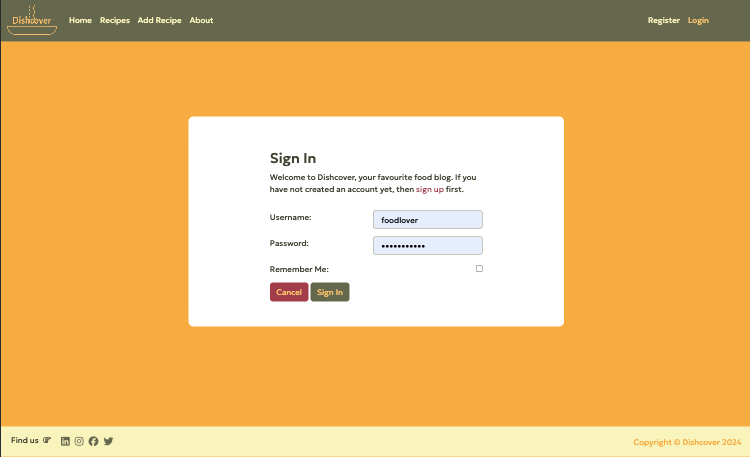 Dishcover
Home Recipes Add Recipe About
Register Login
Sign In
Welcome to Dishcover, your favourite food blog. If you
have not created an account yet, then sign up first.
Username:
foodlover
Password:
•••••••••••
Remember Me:
Cancel Sign In
Find us
Copyright © Dishcover 2024